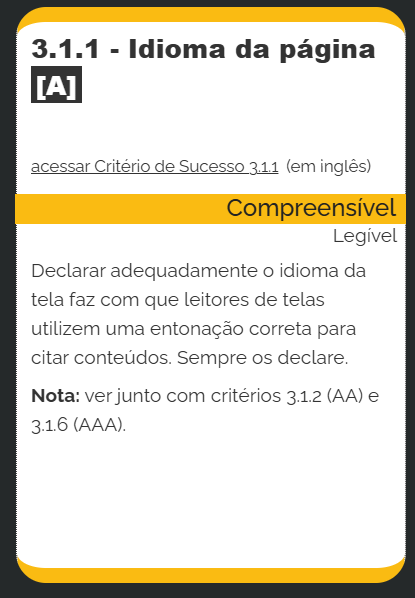 3.1.1 - Idioma da página
[A]
acessar Critério de Sucesso 3.1.1 (em inglês)
Compreensível
Legível
Declarar adequadamente o idioma da
tela faz com que leitores de telas
utilizem uma entonação correta para
citar conteúdos. Sempre os declare.
Nota: ver junto com critérios 3.1.2 (AA) e
3.1.6 (AAA).